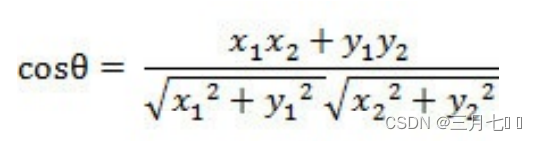 cosθ = (x₁x₂ + y₁y₂) / (√(x₁² + y₁²) √(x₂² + y₂²))
CSDN @三月七